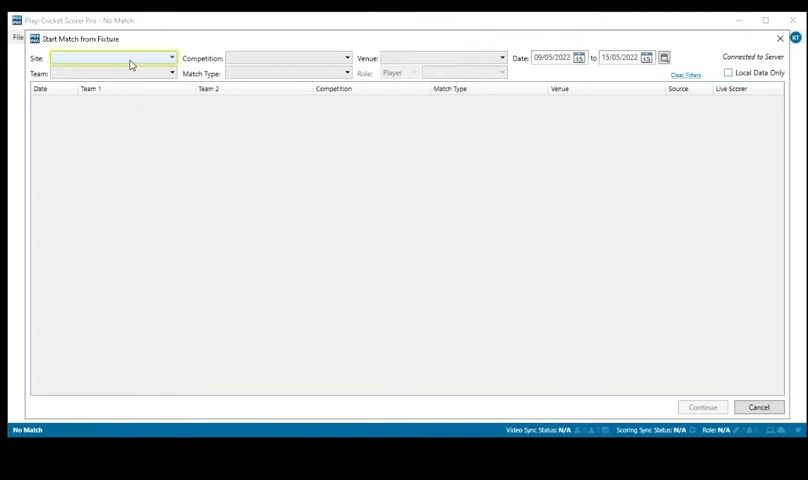 Play-Cricket Scorer Pro - No Match
File
KT
Start Match from Fixture
Site: Competition: Venue: Date: 09/05/2022 15 to 15/05/2022 15 Connected to Server
Team: Match Type: Role: Player Clear Filters Local Data Only
Date Team 1 Team 2 Competition Match Type Venue Source Live Scorer
Continue Cancel
No Match Video Sync Status: N/A Scoring Sync Status: N/A Role: N/A